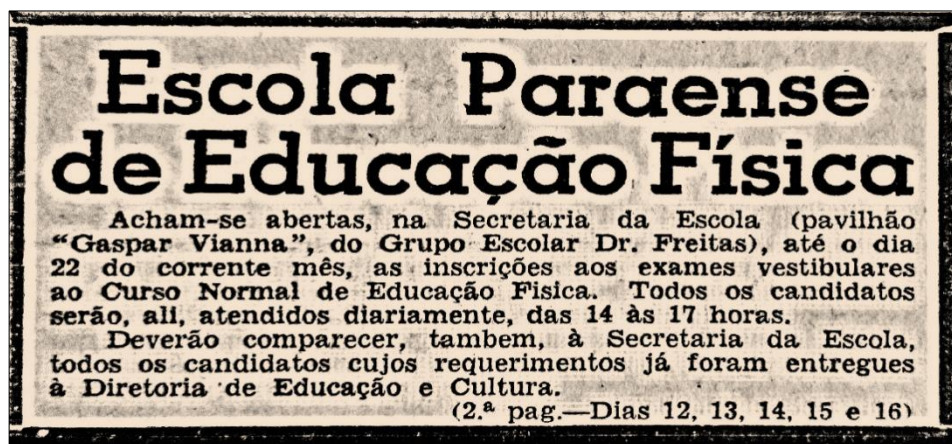 Escola Paraense
de Educação Física
Acham-se abertas, na Secretaria da Escola (pavilhão
"Gaspar Vianna", do Grupo Escolar Dr. Freitas), até o dia
22 do corrente mês, as inscrições aos exames vestibulares
ao Curso Normal de Educação Fisica. Todos os candidatos
serão, ali, atendidos diariamente, das 14 às 17 horas.
Deverão comparecer, tambem, à Secretaria da Escola,
todos os candidatos cujos requerimentos já foram entregues
à Diretoria de Educação e Cultura.
(2.ª pag.—Dias 12, 13, 14, 15 e 16)